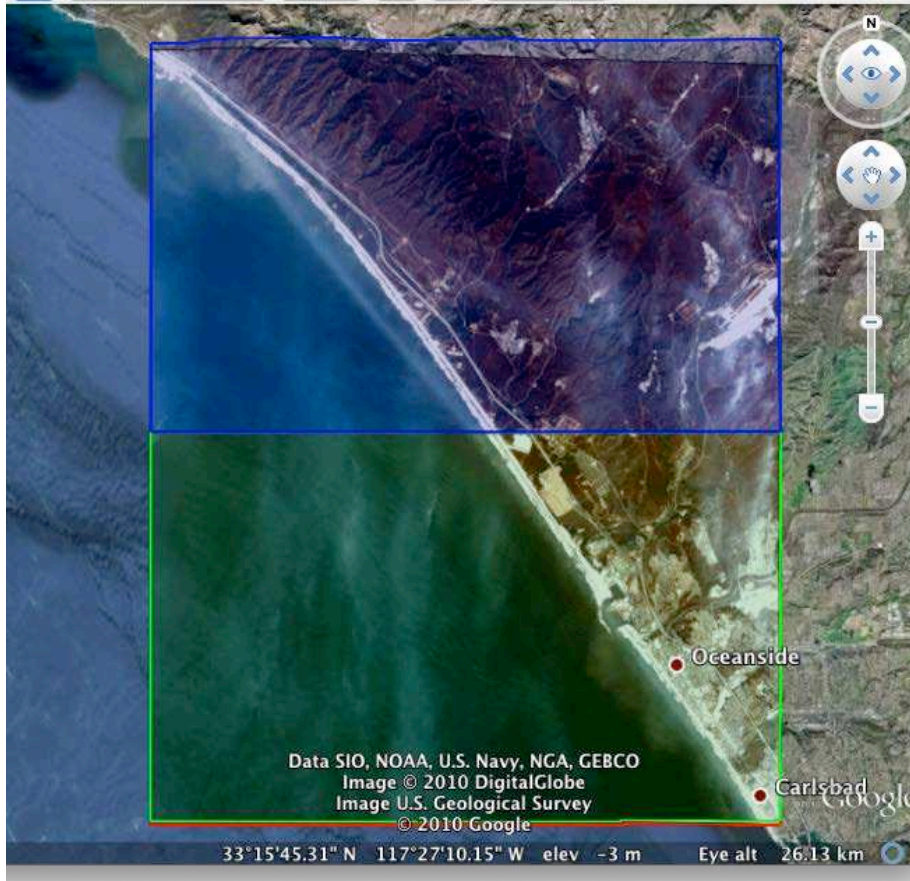 N
Oceanside
Carlsbad
Data SIO, NOAA, U.S. Navy, NGA, GEBCO
Image © 2010 DigitalGlobe
Image U.S. Geological Survey
© 2010 Google
Google
33°15'45.31" N 117°27'10.15" W elev -3 m Eye alt 26.13 km